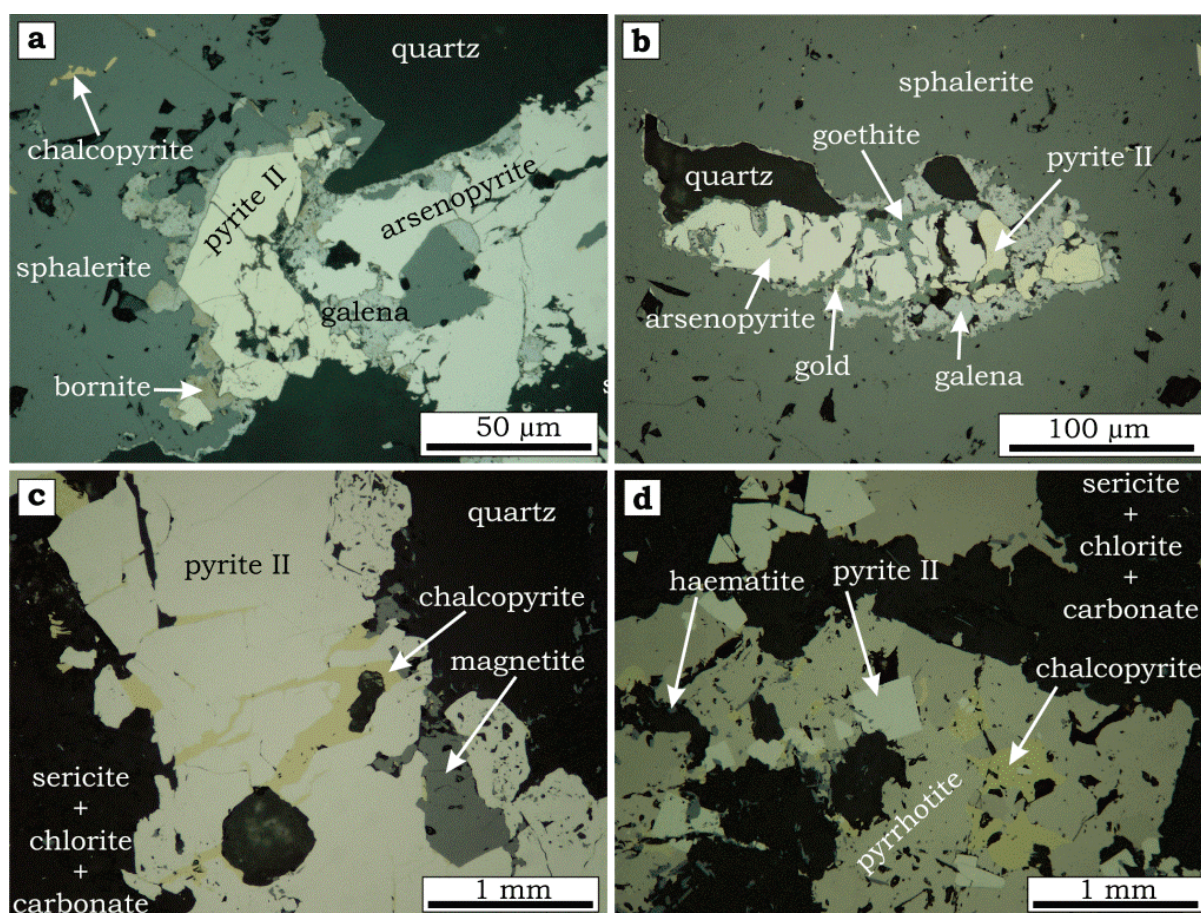 a
quartz
chalcopyrite
pyrite II
arsenopyrite
sphalerite
galena
bornite
s
50 µm
b
sphalerite
goethite
pyrite II
quartz
arsenopyrite
gold
galena
100 µm
c
quartz
pyrite II
chalcopyrite
magnetite
sericite
+
chlorite
+
carbonate
1 mm
d
sericite
+
chlorite
+
carbonate
haematite
pyrite II
chalcopyrite
pyrrhotite
1 mm